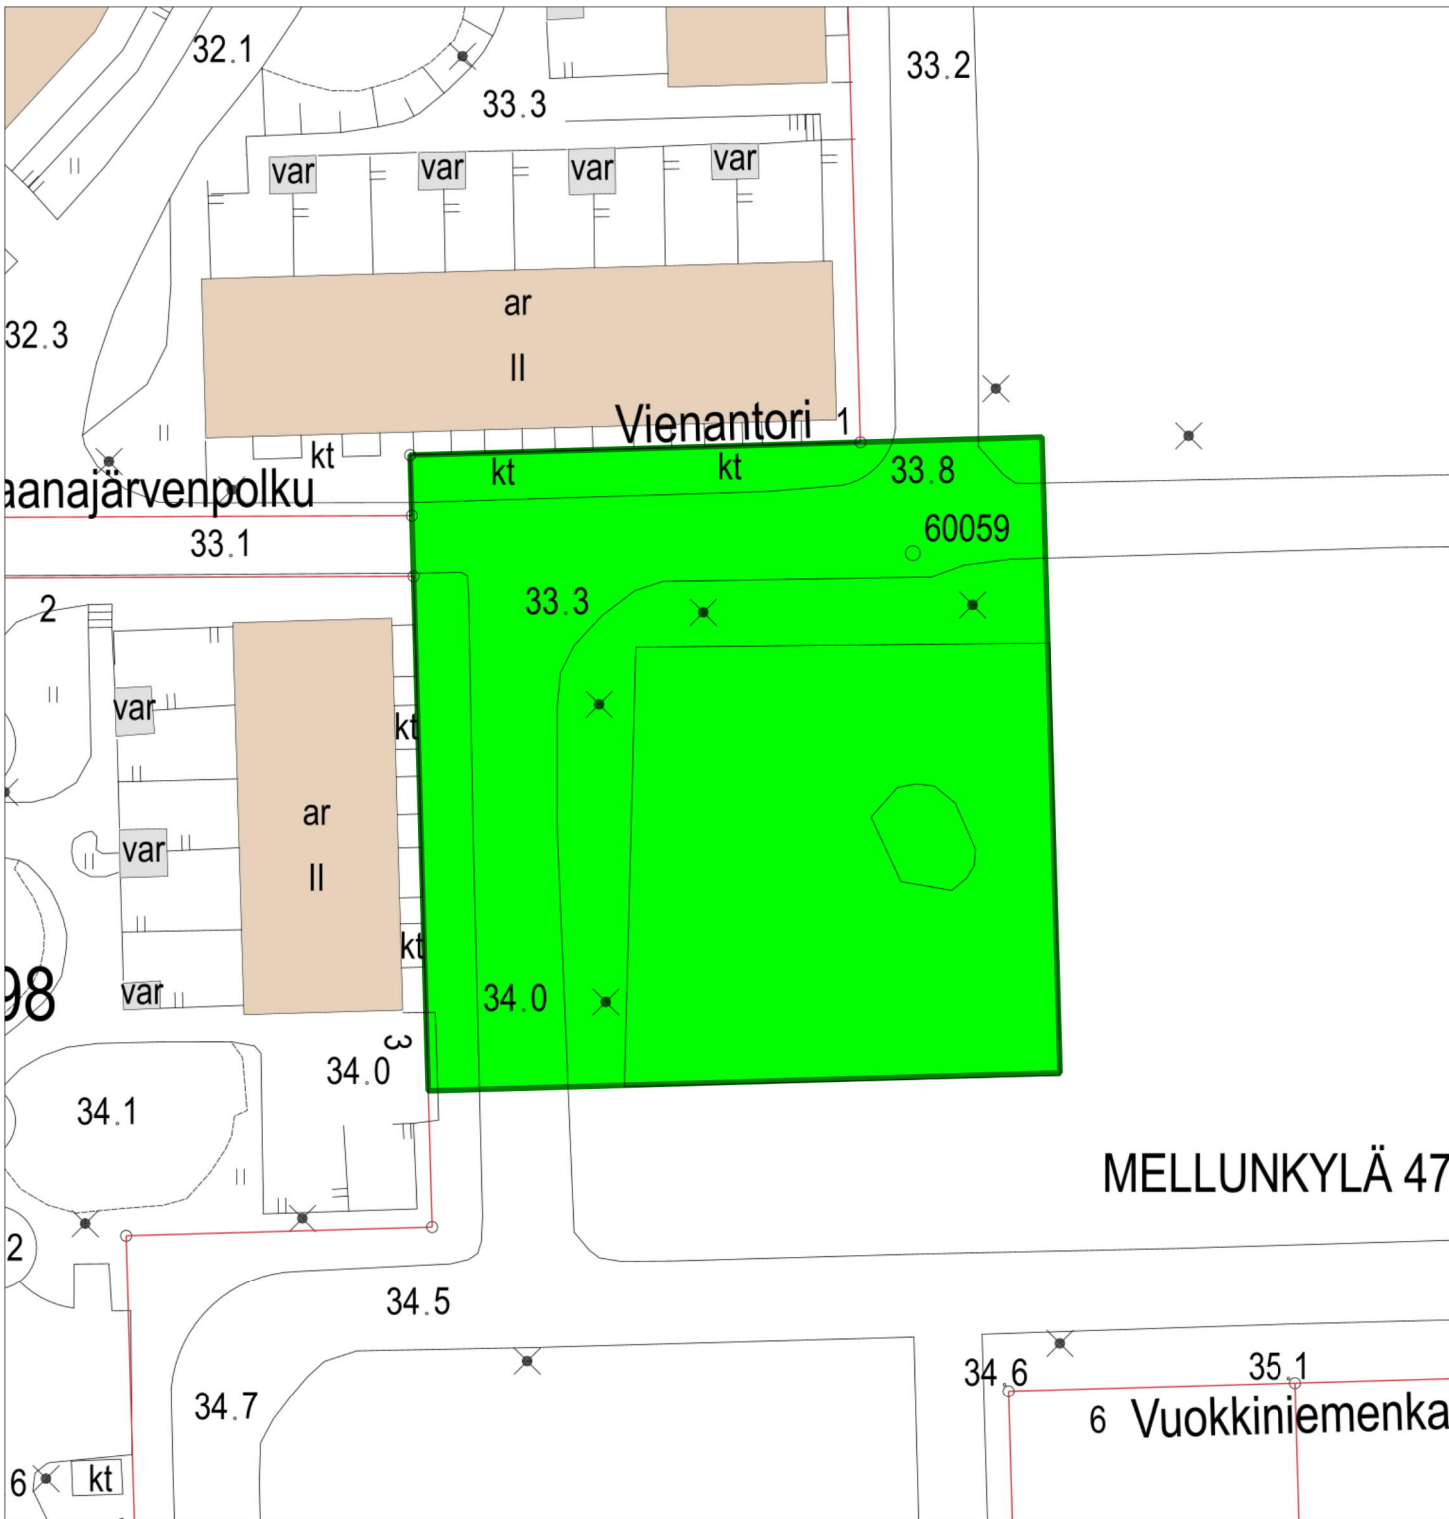 32.1
33.2
33.3
var
var
var
var
ar
32.3
II
Vienantori 1
kt
kt
kt
33.8
aanajärvenpolku
33.1
60059
33.3
2
var
kt
ar
var
II
kt
98
var
34.0
3
34.0
34.1
MELLUNKYLÄ 47
2
34.5
34.6
35.1
34.7
6 Vuokkiniemenka
6
kt